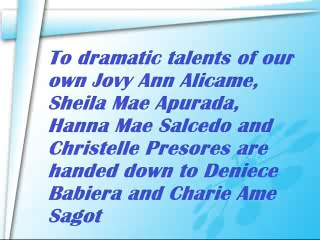 To dramatic talents of our
own Jovy Ann Alicame,
Sheila Mae Apurada,
Hanna Mae Salcedo and
Christelle Presores are
handed down to Deniece
Babiera and Charie Ame
Sagot